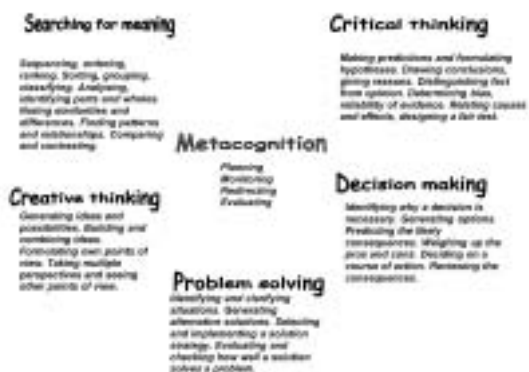 Searching for meaning
Sequencing, ordering,
ranking. Sorting, grouping,
classifying. Analysing,
identifying parts and wholes
Noting similarities and
differences. Finding patterns
and relationships. Comparing
and contrasting.
Critical thinking
Making predictions and formulating
hypotheses. Drawing conclusions,
giving reasons. Distinguishing fact
from opinion. Determining bias,
reliability of evidence. Relating causes
and effects, designing a fair test.
Metacognition
Planning
Monitoring
Redirecting
Evaluating
Creative thinking
Generating ideas and
possibilities. Building and
combining ideas.
Formulating own points of
view. Taking multiple
perspectives and seeing
other points of view.
Decision making
Identifying why a decision is
necessary. Generating options.
Predicting the likely
consequences. Weighing up the
pros and cons. Deciding on a
course of action. Reviewing the
consequences.
Problem solving
Identifying and clarifying
situations. Generating
alternative solutions. Selecting
and implementing a solution
strategy. Evaluating and
checking how well a solution
solves a problem.